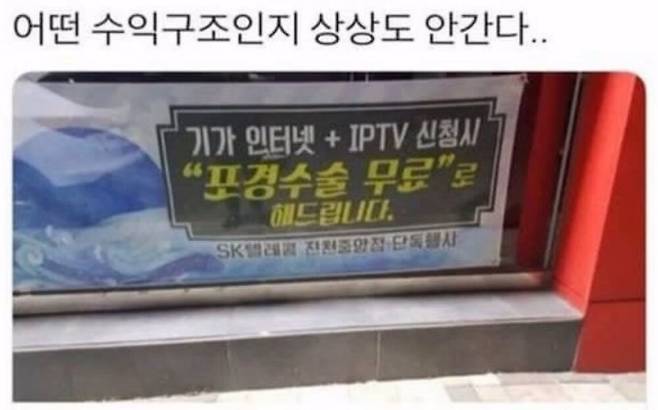 어떤 수익구조인지 상상도 안간다..
기가 인터넷 + IPTV 신청시
“포경수술 무료”로
해드립니다.
SK텔레콤 진천중앙점 단독행사